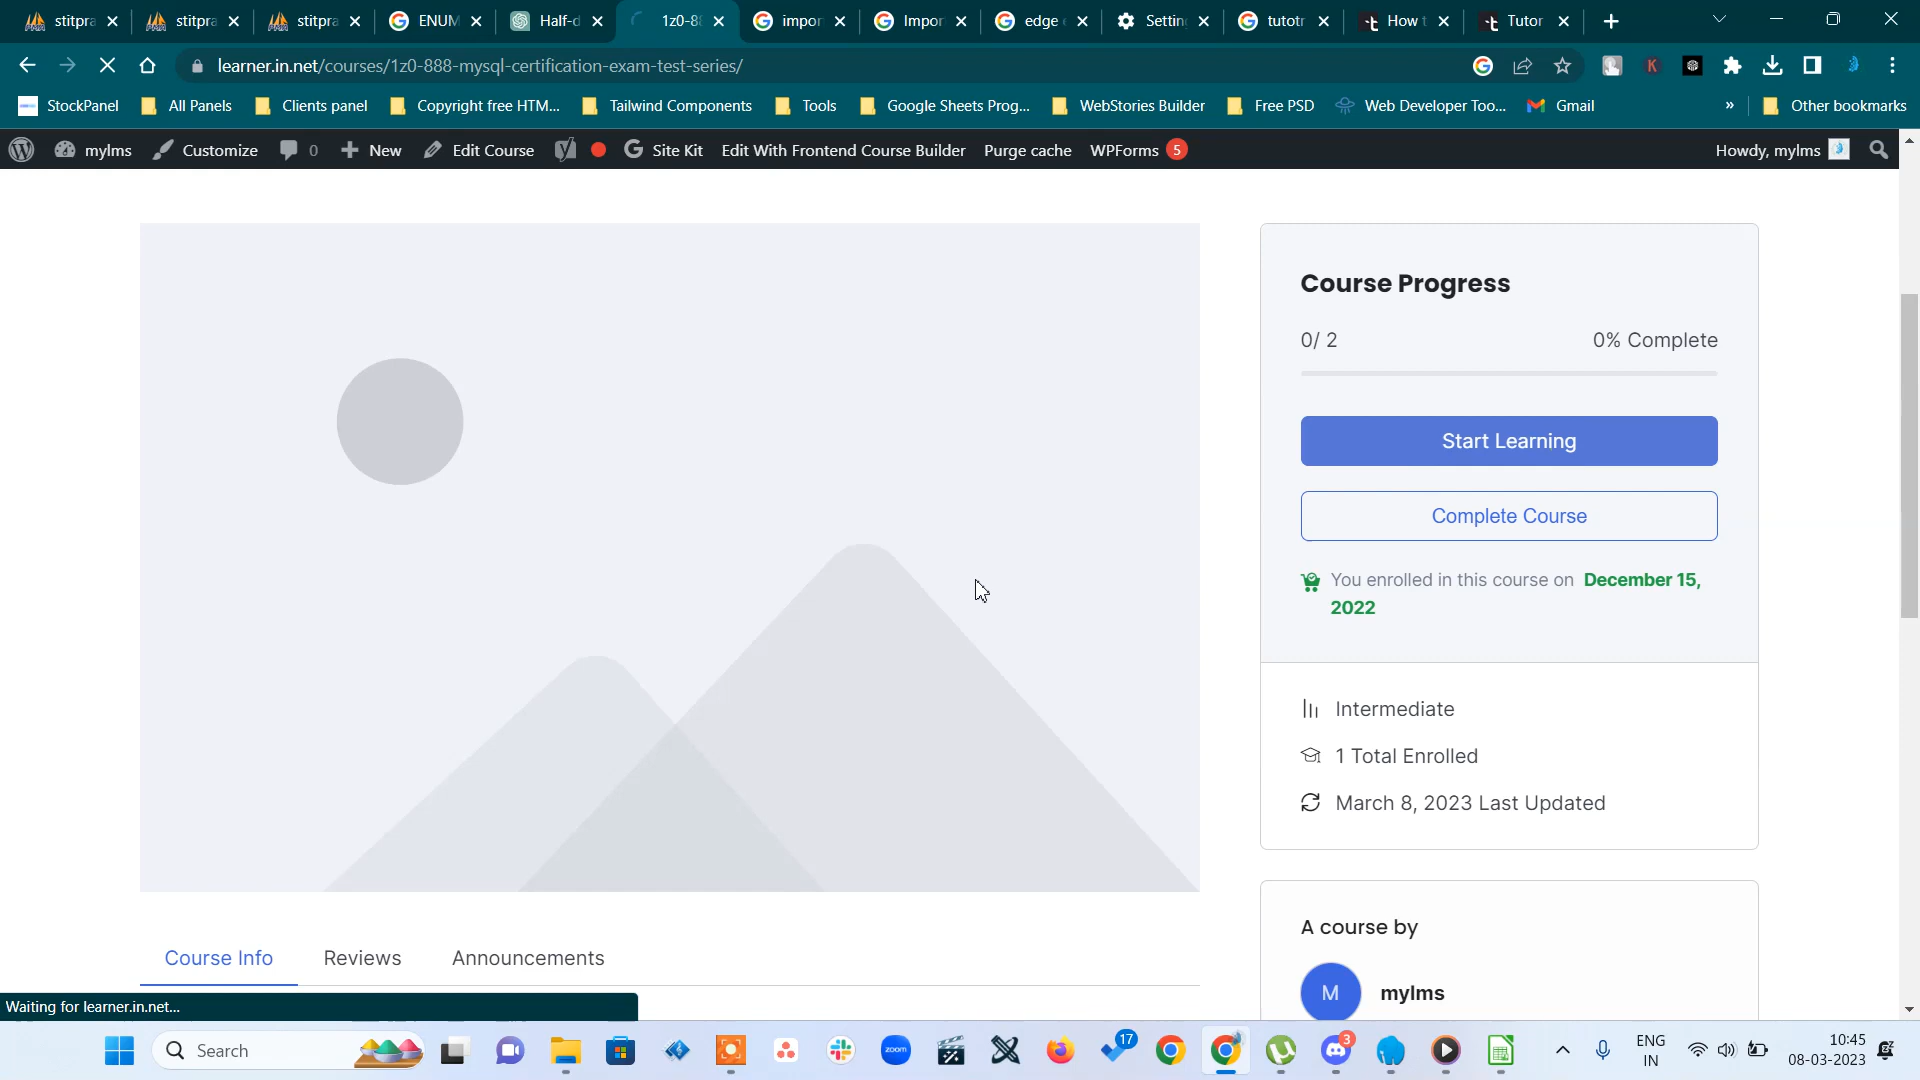 stitpra
stitpra
stitpra
ENUM
Half-d
1z0-88
impor
Impor
edge
Settin
tutotr
How t
Tutor
learner.in.net/courses/1z0-888-mysql-certification-exam-test-series/
StockPanel
All Panels
Clients panel
Copyright free HTM...
Tailwind Components
Tools
Google Sheets Prog...
WebStories Builder
Free PSD
Web Developer Too...
Gmail
»
Other bookmarks
mylms
Customize
0
New
Edit Course
Site Kit
Edit With Frontend Course Builder
Purge cache
WPForms 5
Howdy, mylms
Course Progress
0/ 2
0% Complete
Start Learning
Complete Course
You enrolled in this course on December 15,
2022
Intermediate
1 Total Enrolled
March 8, 2023 Last Updated
Course Info
Reviews
Announcements
A course by
M
mylms
Waiting for learner.in.net...
Search
zoom
17
3
ENG
IN
10:45
08-03-2023